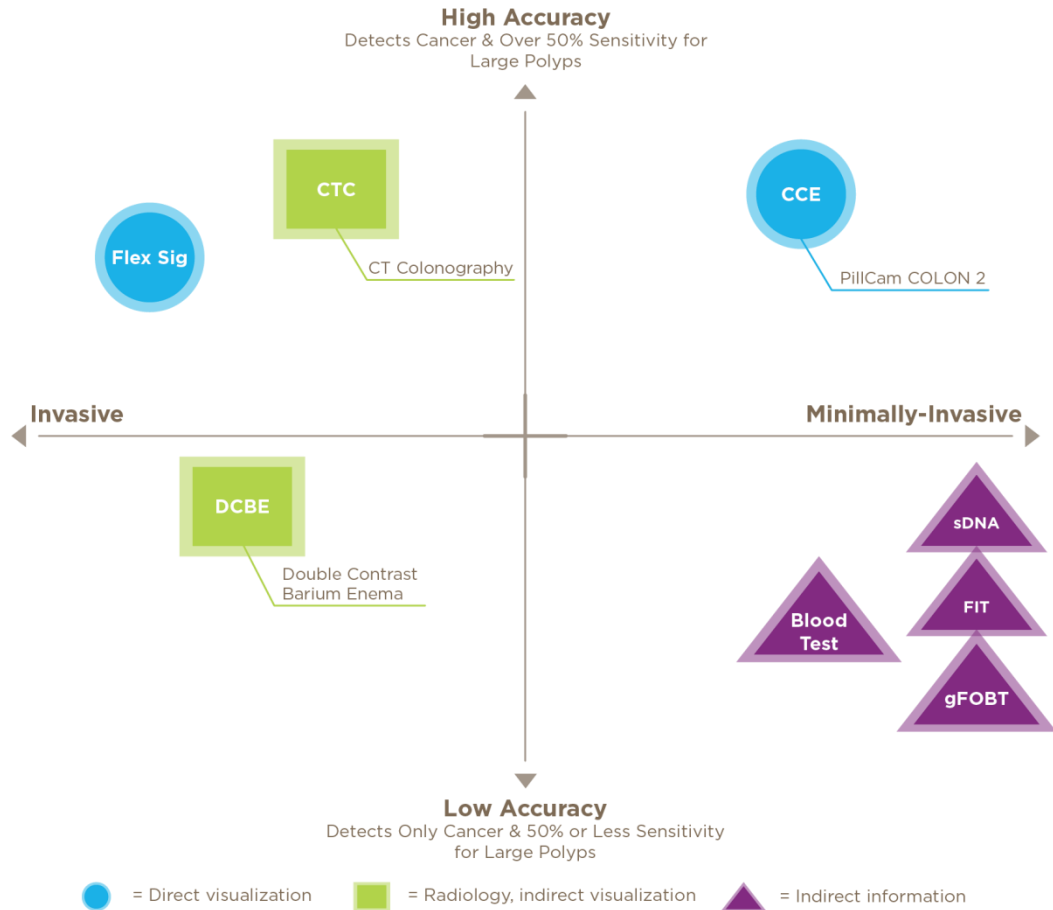 High Accuracy
Detects Cancer & Over 50% Sensitivity for
Large Polyps
CTC
CCE
Flex Sig
CT Colonography
PillCam COLON 2
Invasive
Minimally-Invasive
DCBE
sDNA
Double Contrast
Barium Enema
FIT
Blood
Test
gFOBT
Low Accuracy
Detects Only Cancer & 50% or Less Sensitivity
for Large Polyps
= Direct visualization
= Radiology, indirect visualization
= Indirect information